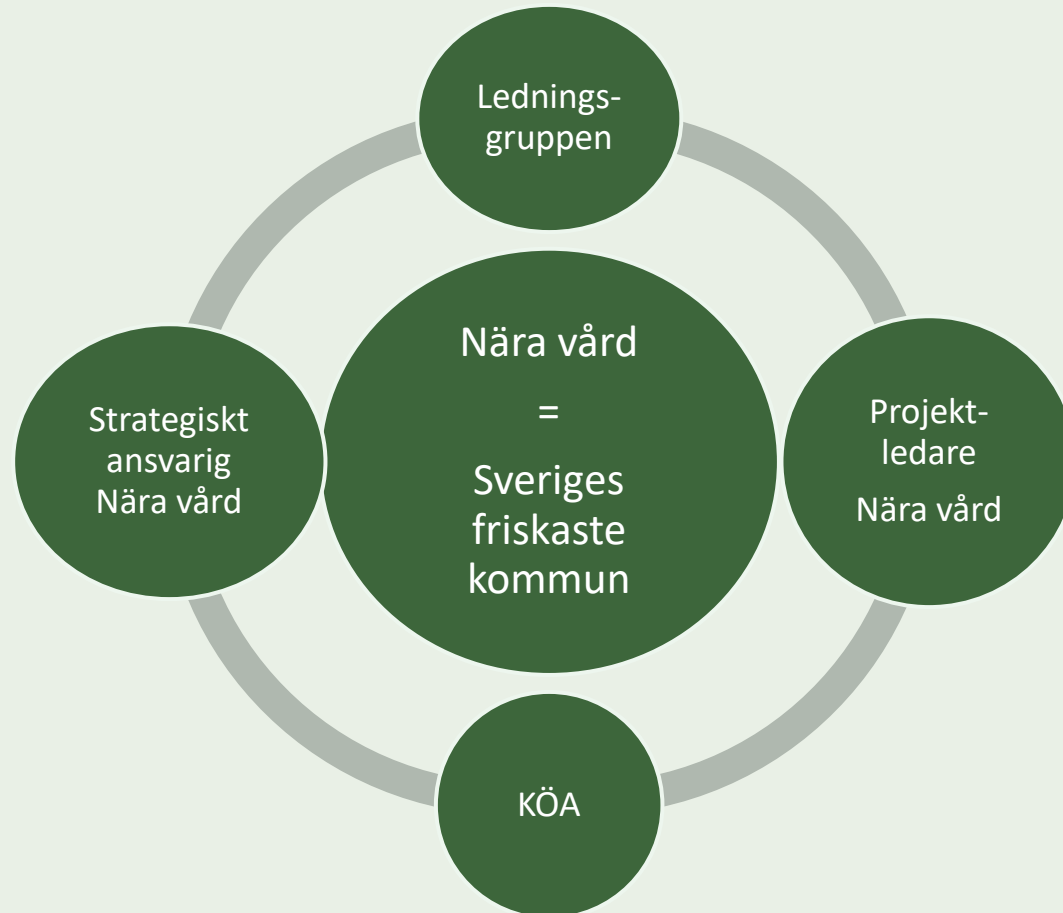 Lednings-
gruppen
Nära vård
=
Sveriges
friskaste
kommun
Strategiskt
ansvarig
Nära vård
Projekt-
ledare
Nära vård
KÖA